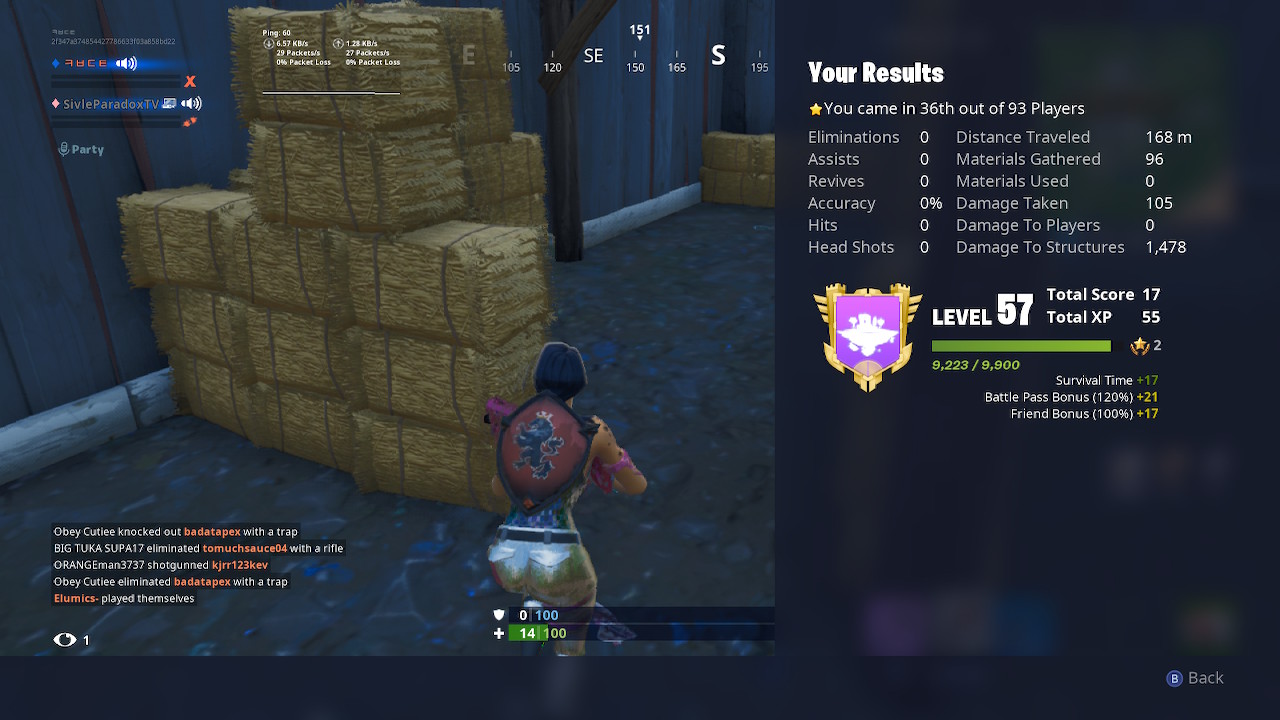 Ping: 60
6.57 KB/s 1.28 KB/s
29 Packets/s 27 Packets/s
0% Packet Loss 0% Packet Loss
SivleParadoxTV
Party
151
E 105 120 SE 150 165 S 195
Your Results
You came in 36th out of 93 Players
Eliminations 0 Distance Traveled 168 m
Assists 0 Materials Gathered 96
Revives 0 Materials Used 0
Accuracy 0% Damage Taken 105
Hits 0 Damage To Players 0
Head Shots 0 Damage To Structures 1,478
LEVEL 57
Total Score 17
Total XP 55
2
9,223 / 9,900
Survival Time +17
Battle Pass Bonus (120%) +21
Friend Bonus (100%) +17
Obey Cutiee knocked out badatapex with a trap
BIG TUKA SUPA17 eliminated tomuchsauce04 with a rifle
ORANGEman3737 shotgunned kjrr123kev
Obey Cutiee eliminated badatapex with a trap
Elumics- played themselves
1
0 100
14 100
B Back